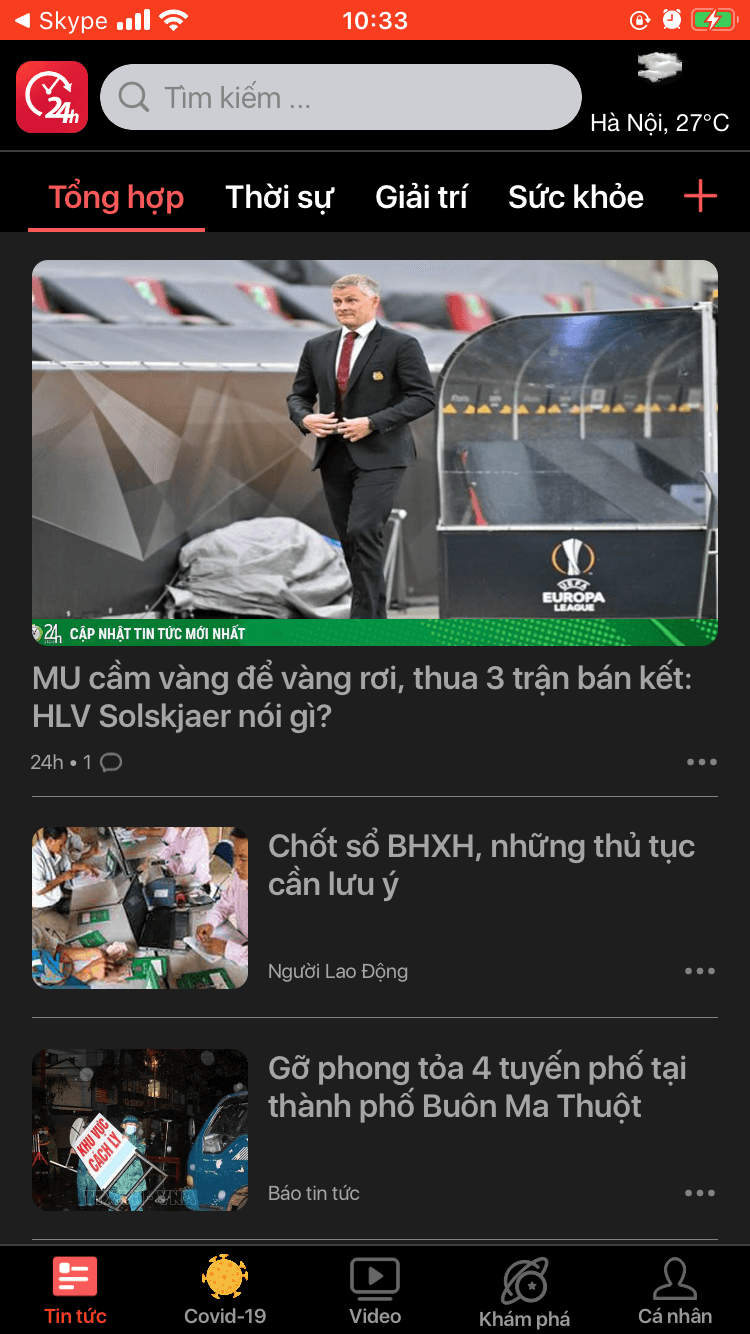 Skype
10:33
24h
Tìm kiếm ...
Hà Nội, 27°C
Tổng hợp
Thời sự
Giải trí
Sức khỏe
UEFA
EUROPA
LEAGUE
24h CẬP NHẬT TIN TỨC MỚI NHẤT
MU cầm vàng để vàng rơi, thua 3 trận bán kết:
HLV Solskjaer nói gì?
24h • 1
Chốt sổ BHXH, những thủ tục
cần lưu ý
Người Lao Động
KHU VỰC
CÁCH LY
Gỡ phong tỏa 4 tuyến phố tại
thành phố Buôn Ma Thuột
Báo tin tức
Tin tức
Covid-19
Video
Khám phá
Cá nhân